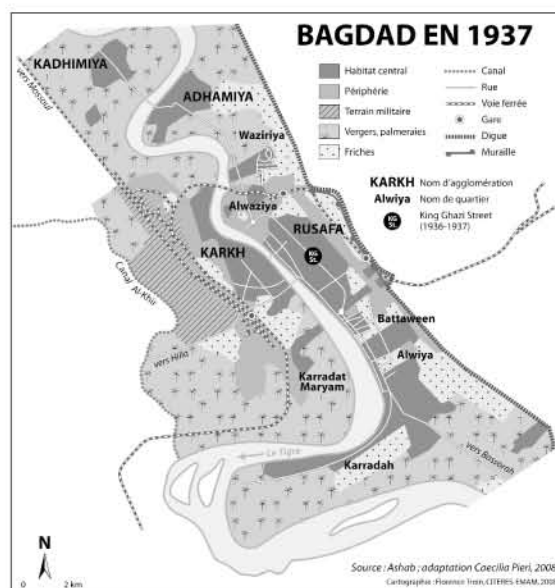 BAGDAD EN 1937
Habitat central
Périphérie
Terrain militaire
Vergers, palmeraies
Friches
Canal
Rue
Voie ferrée
Gare
Digue
Muraille
KARKH Nom d'agglomération
Alwiya Nom de quartier
KG St. King Ghazi Street
(1936-1937)
KADHIMIYA
vers Mossoul
ADHAMIYA
Waziriya
Alwaziya
RUSAFA
KG
St.
KARKH
Canal Al-Khir
Battaween
Alwiya
vers Hilla
Karradat
Maryam
Karradah
vers Bassorah
Le Tigre
N
0 2 km
Source : Ashab ; adaptation Caecilia Pieri, 2008